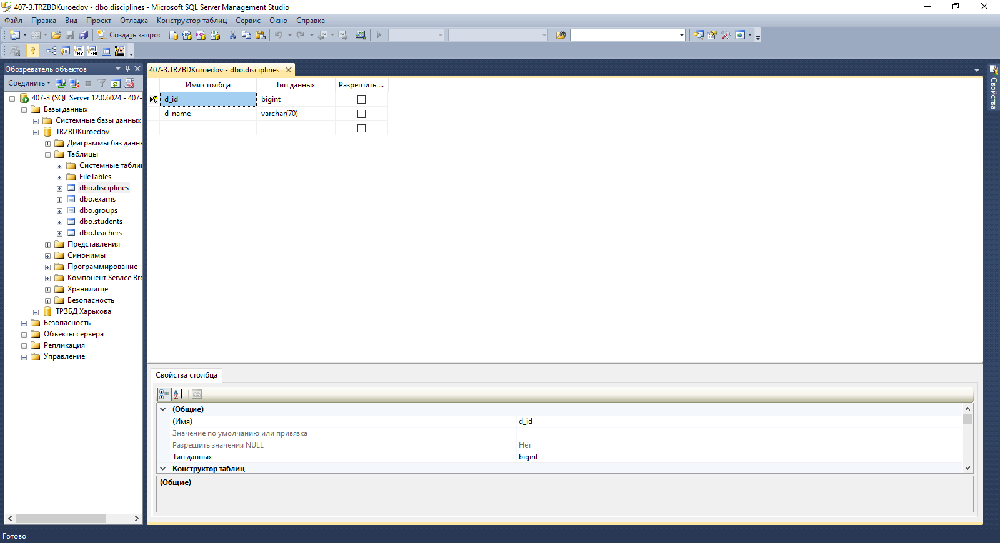 407-3.TRZBDKuroedov - dbo.disciplines - Microsoft SQL Server Management Studio
Файл Правка Вид Проект Отладка Конструктор таблиц Сервис Окно Справка
Создать запрос
Обозреватель объектов
407-3.TRZBDKuroedov - dbo.disciplines
Соединить
407-3 (SQL Server 12.0.6024 - 407-
Базы данных
Системные базы данных
TRZBDKuroedov
Диаграммы баз данн
Таблицы
Системные таблиц
FileTables
dbo.disciplines
dbo.exams
dbo.groups
dbo.students
dbo.teachers
Представления
Синонимы
Программирование
Компонент Service Bro
Хранилище
Безопасность
ТРЗБД Харькова
Безопасность
Объекты сервера
Репликация
Управление
Имя столбца Тип данных Разрешить ...
d_id bigint
d_name varchar(70)
Свойства
Свойства столбца
(Общие)
(Имя) d_id
Значение по умолчанию или привязка
Разрешить значения NULL Нет
Тип данных bigint
Конструктор таблиц
(Общие)
Готово